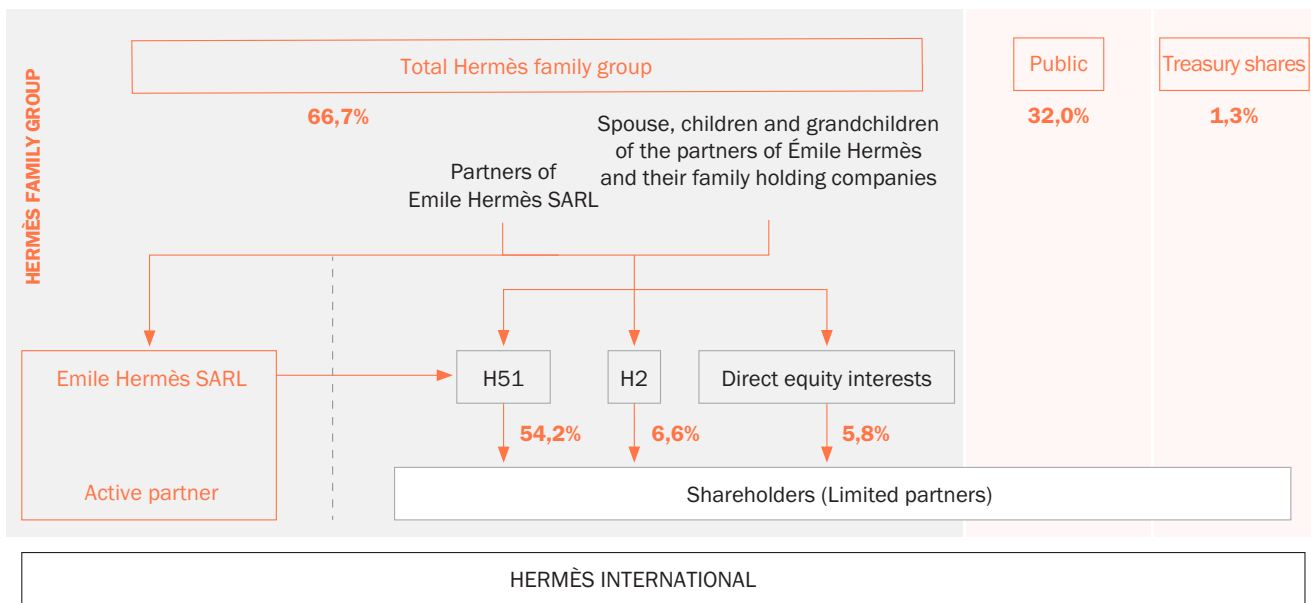 HERMÈS FAMILY GROUP
Total Hermès family group
Public
Treasury shares
66,7%
32,0%
1,3%
Partners of
Emile Hermès SARL
Spouse, children and grandchildren
of the partners of Émile Hermès
and their family holding companies
Emile Hermès SARL
H51
H2
Direct equity interests
54,2%
6,6%
5,8%
Active partner
Shareholders (Limited partners)
HERMÈS INTERNATIONAL